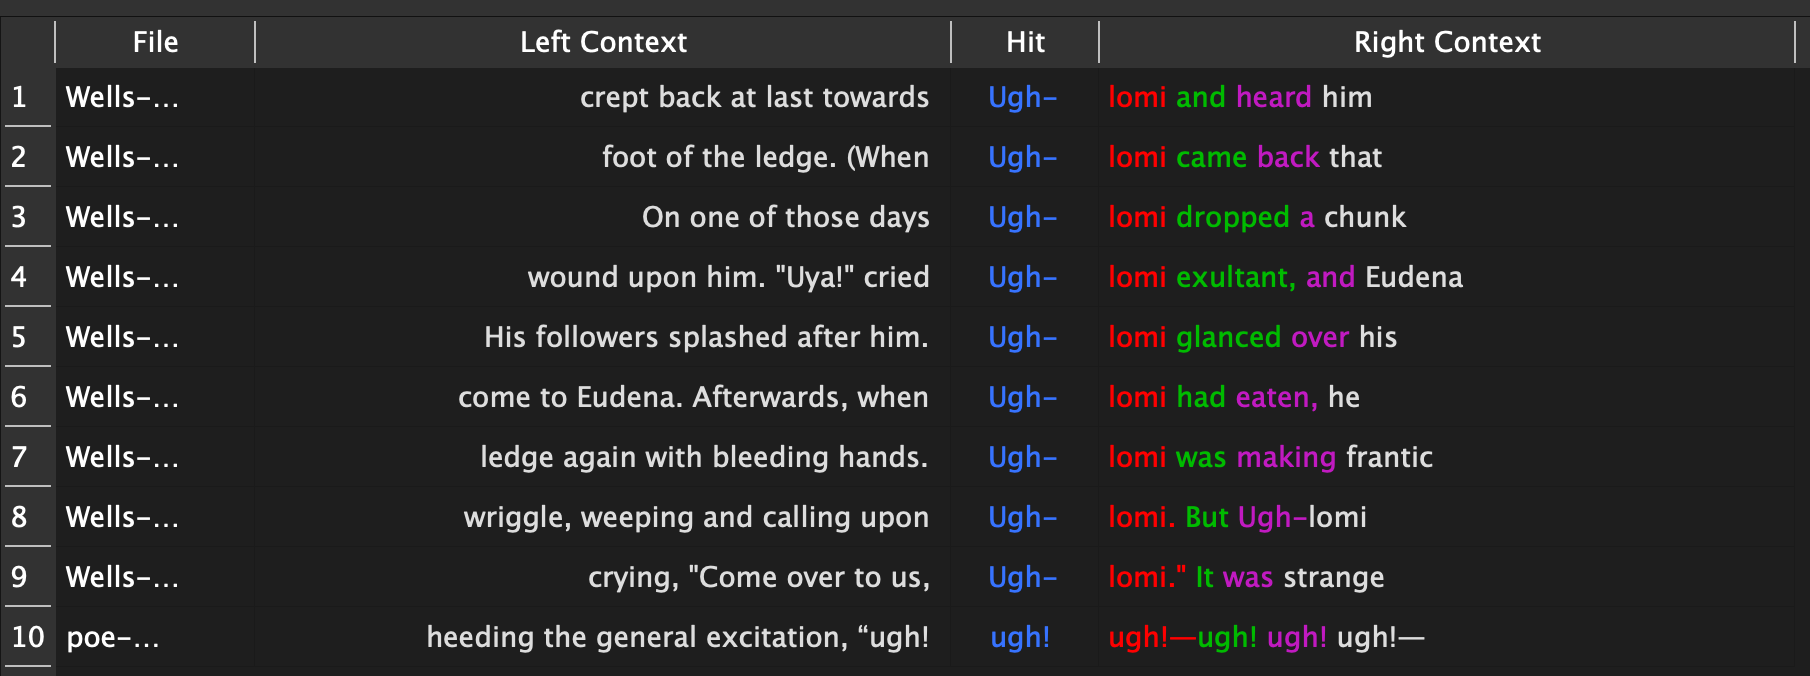 File Left Context Hit Right Context
1 Wells-... crept back at last towards Ugh- lomi and heard him
2 Wells-... foot of the ledge. (When Ugh- lomi came back that
3 Wells-... On one of those days Ugh- lomi dropped a chunk
4 Wells-... wound upon him. "Uya!" cried Ugh- lomi exultant, and Eudena
5 Wells-... His followers splashed after him. Ugh- lomi glanced over his
6 Wells-... come to Eudena. Afterwards, when Ugh- lomi had eaten, he
7 Wells-... ledge again with bleeding hands. Ugh- lomi was making frantic
8 Wells-... wriggle, weeping and calling upon Ugh- lomi. But Ugh-lomi
9 Wells-... crying, "Come over to us, Ugh- lomi." It was strange
10 poe-... heeding the general excitation, “ugh! ugh! ugh!—ugh! ugh! ugh!—